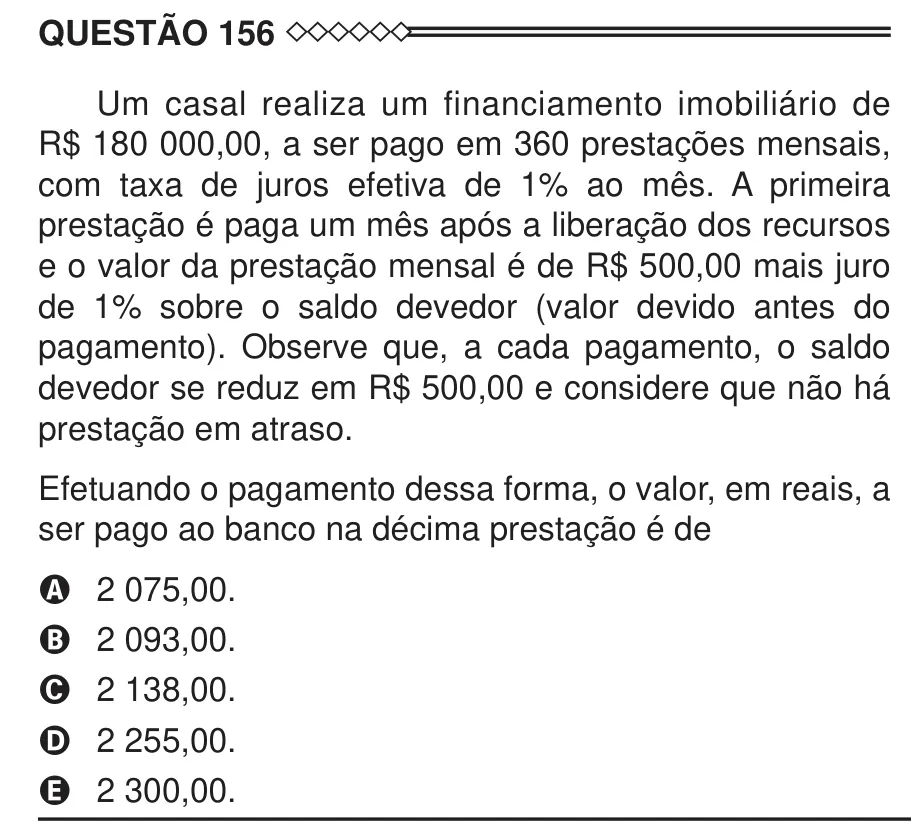 QUESTÃO 156
Um casal realiza um financiamento imobiliário de
R$ 180 000,00, a ser pago em 360 prestações mensais,
com taxa de juros efetiva de 1% ao mês. A primeira
prestação é paga um mês após a liberação dos recursos
e o valor da prestação mensal é de R$ 500,00 mais juro
de 1% sobre o saldo devedor (valor devido antes do
pagamento). Observe que, a cada pagamento, o saldo
devedor se reduz em R$ 500,00 e considere que não há
prestação em atraso.
Efetuando o pagamento dessa forma, o valor, em reais, a
ser pago ao banco na décima prestação é de
A 2 075,00.
B 2 093,00.
C 2 138,00.
D 2 255,00.
E 2 300,00.